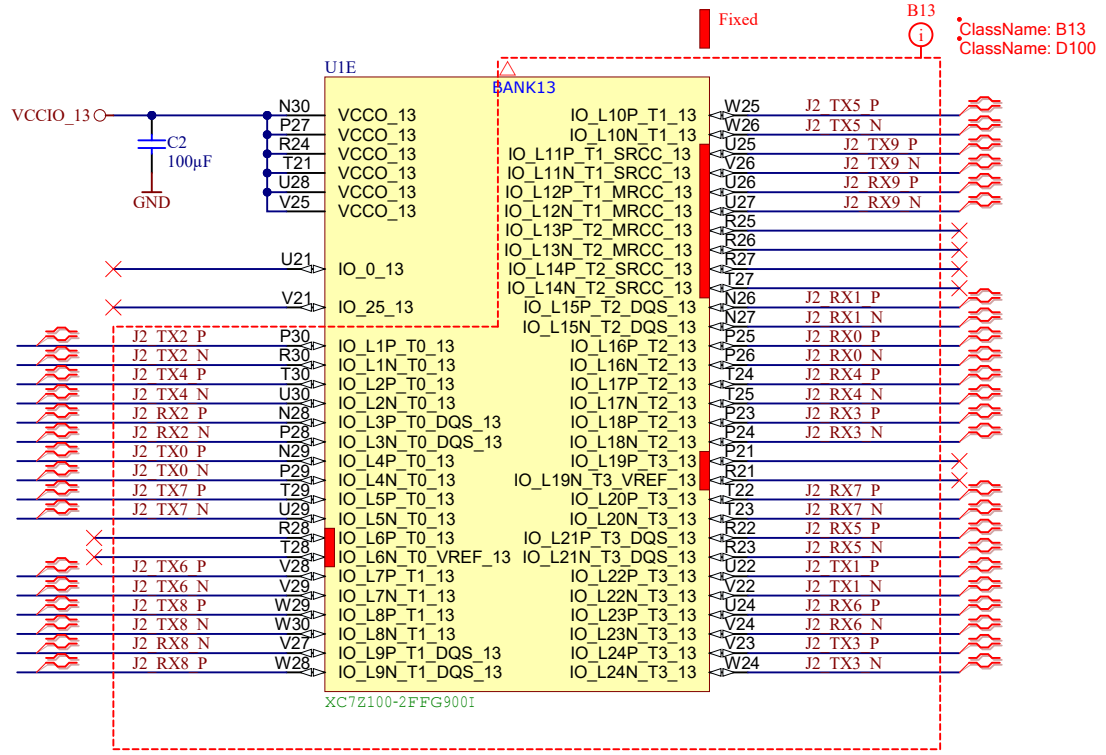 Fixed
B13
ClassName: B13
ClassName: D100
U1E
BANK13
VCCIO_13
C2
100µF
GND
N30 VCCO_13
P27 VCCO_13
R24 VCCO_13
T21 VCCO_13
U28 VCCO_13
V25 VCCO_13
U21 IO_0_13
V21 IO_25_13
J2_TX2_P P30 IO_L1P_T0_13
J2_TX2_N R30 IO_L1N_T0_13
J2_TX4_P T30 IO_L2P_T0_13
J2_TX4_N U30 IO_L2N_T0_13
J2_RX2_P N28 IO_L3P_T0_DQS_13
J2_RX2_N P28 IO_L3N_T0_DQS_13
J2_TX0_P N29 IO_L4P_T0_13
J2_TX0_N P29 IO_L4N_T0_13
J2_TX7_P T29 IO_L5P_T0_13
J2_TX7_N U29 IO_L5N_T0_13
R28 IO_L6P_T0_13
T28 IO_L6N_T0_VREF_13
J2_TX6_P V28 IO_L7P_T1_13
J2_TX6_N V29 IO_L7N_T1_13
J2_TX8_P W29 IO_L8P_T1_13
J2_TX8_N W30 IO_L8N_T1_13
J2_RX8_N V27 IO_L9P_T1_DQS_13
J2_RX8_P W28 IO_L9N_T1_DQS_13
IO_L10P_T1_13 W25 J2_TX5_P
IO_L10N_T1_13 W26 J2_TX5_N
IO_L11P_T1_SRCC_13 U25 J2_TX9_P
IO_L11N_T1_SRCC_13 V26 J2_TX9_N
IO_L12P_T1_MRCC_13 U26 J2_RX9_P
IO_L12N_T1_MRCC_13 U27 J2_RX9_N
IO_L13P_T2_MRCC_13 R25
IO_L13N_T2_MRCC_13 R26
IO_L14P_T2_SRCC_13 R27
IO_L14N_T2_SRCC_13 T27
IO_L15P_T2_DQS_13 N26 J2_RX1_P
IO_L15N_T2_DQS_13 N27 J2_RX1_N
IO_L16P_T2_13 P25 J2_RX0_P
IO_L16N_T2_13 P26 J2_RX0_N
IO_L17P_T2_13 T24 J2_RX4_P
IO_L17N_T2_13 T25 J2_RX4_N
IO_L18P_T2_13 P23 J2_RX3_P
IO_L18N_T2_13 P24 J2_RX3_N
IO_L19P_T3_13 P21
IO_L19N_T3_VREF_13 R21
IO_L20P_T3_13 T22 J2_RX7_P
IO_L20N_T3_13 T23 J2_RX7_N
IO_L21P_T3_DQS_13 R22 J2_RX5_P
IO_L21N_T3_DQS_13 R23 J2_RX5_N
IO_L22P_T3_13 U22 J2_TX1_P
IO_L22N_T3_13 V22 J2_TX1_N
IO_L23P_T3_13 U24 J2_RX6_P
IO_L23N_T3_13 V24 J2_RX6_N
IO_L24P_T3_13 V23 J2_TX3_P
IO_L24N_T3_13 W24 J2_TX3_N
XC7Z100-2FFG900I